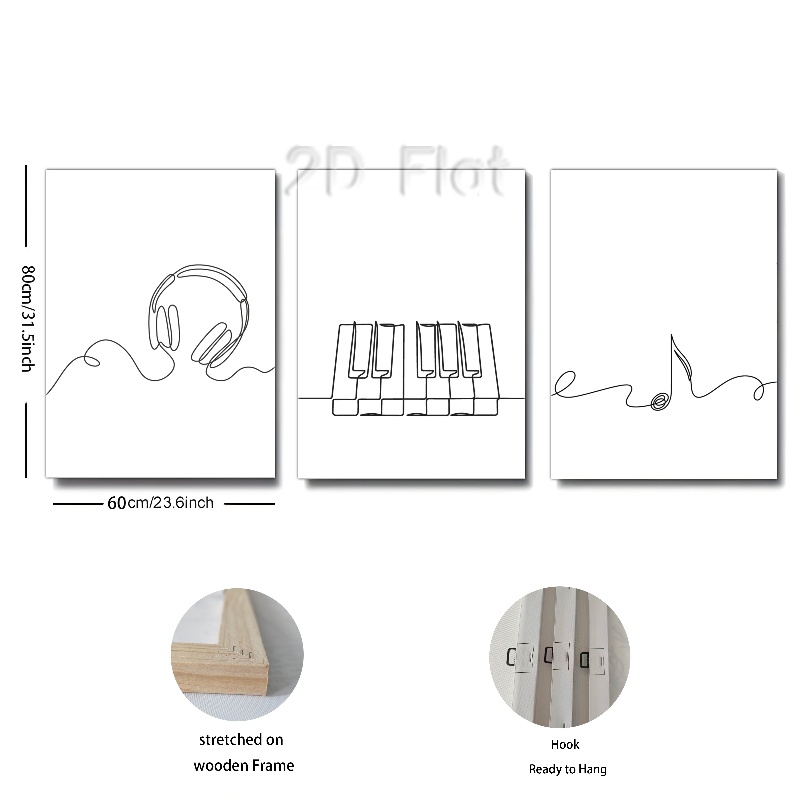 2D Flat
80cm/31.5inch
60cm/23.6inch
stretched on
wooden Frame
Hook
Ready to Hang